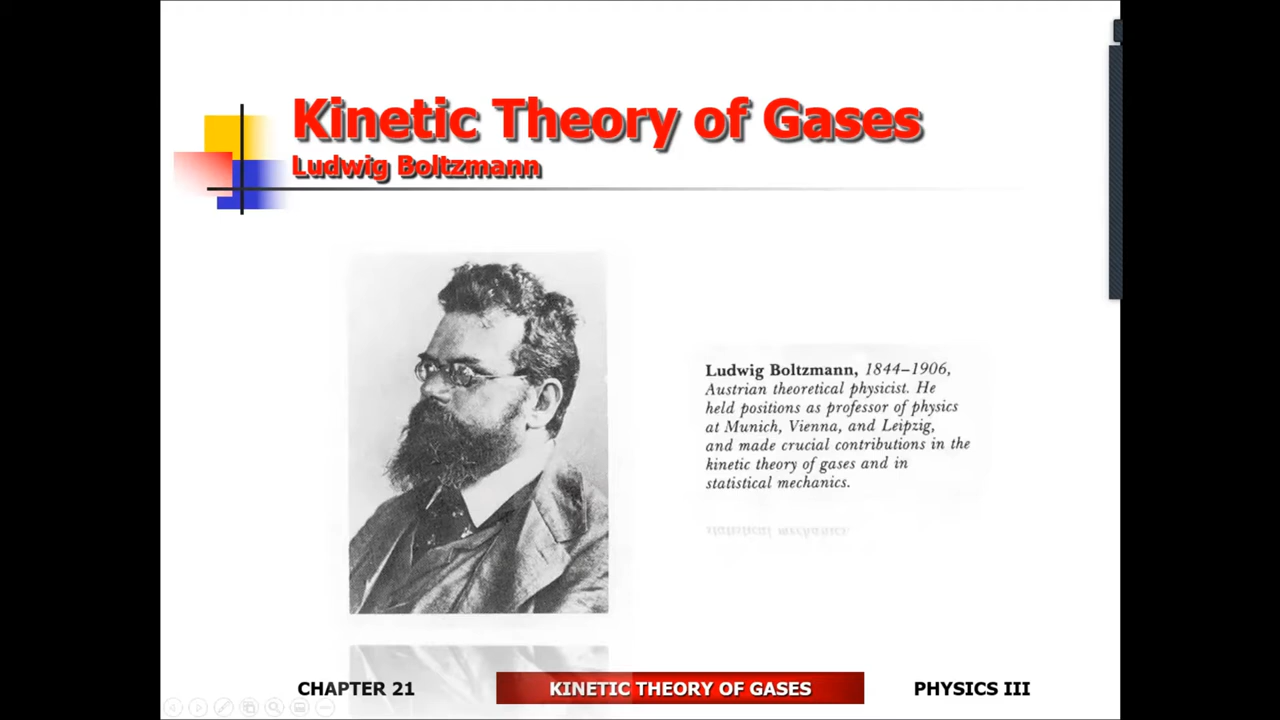 Kinetic Theory of Gases
Ludwig Boltzmann
Ludwig Boltzmann, 1844–1906,
Austrian theoretical physicist. He
held positions as professor of physics
at Munich, Vienna, and Leipzig,
and made crucial contributions in the
kinetic theory of gases and in
statistical mechanics.
CHAPTER 21
KINETIC THEORY OF GASES
PHYSICS III